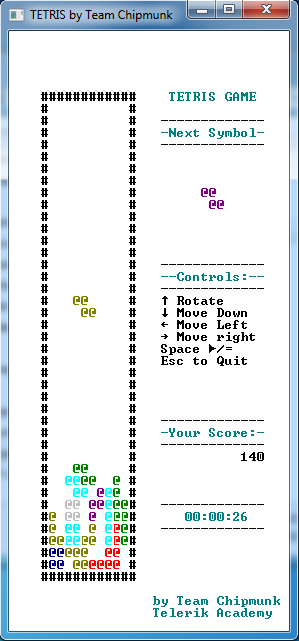 TETRIS by Team Chipmunk
############ TETRIS GAME
-------------
-Next Symbol-
-------------
@@
@@
-------------
--Controls:--
-------------
↑ Rotate
↓ Move Down
← Move Left
→ Move right
Space ►/=
Esc to Quit
-------------
-Your Score:-
-------------
140
-------------
00:00:26
-------------
############
by Team Chipmunk
Telerik Academy